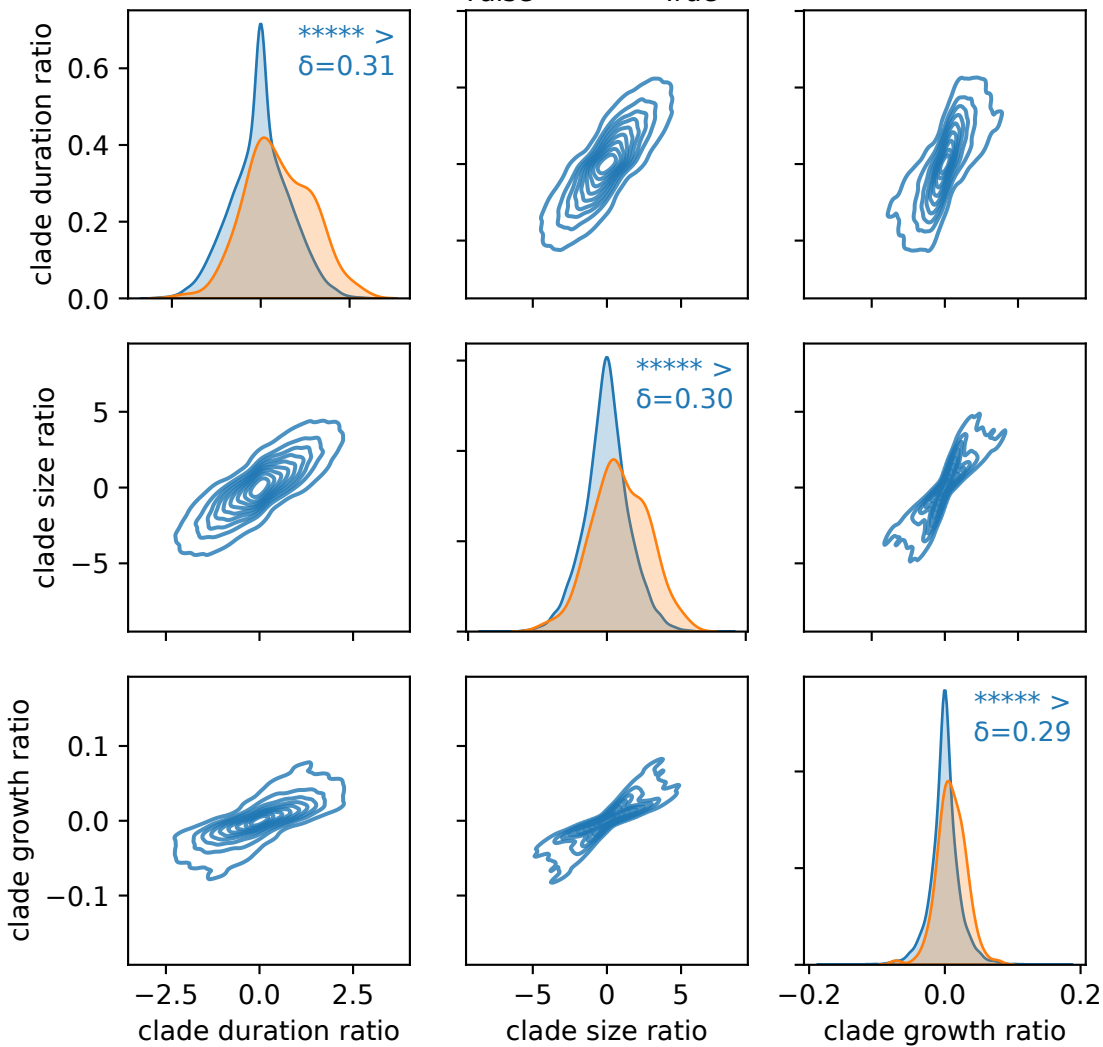 ***** >
δ=0.31
clade duration ratio
0.6
0.4
0.2
0.0
***** >
δ=0.30
clade size ratio
5
0
−5
***** >
δ=0.29
clade growth ratio
0.1
0.0
−0.1
−2.5 0.0 2.5
−5 0 5
−0.2 0.0 0.2
clade duration ratio
clade size ratio
clade growth ratio